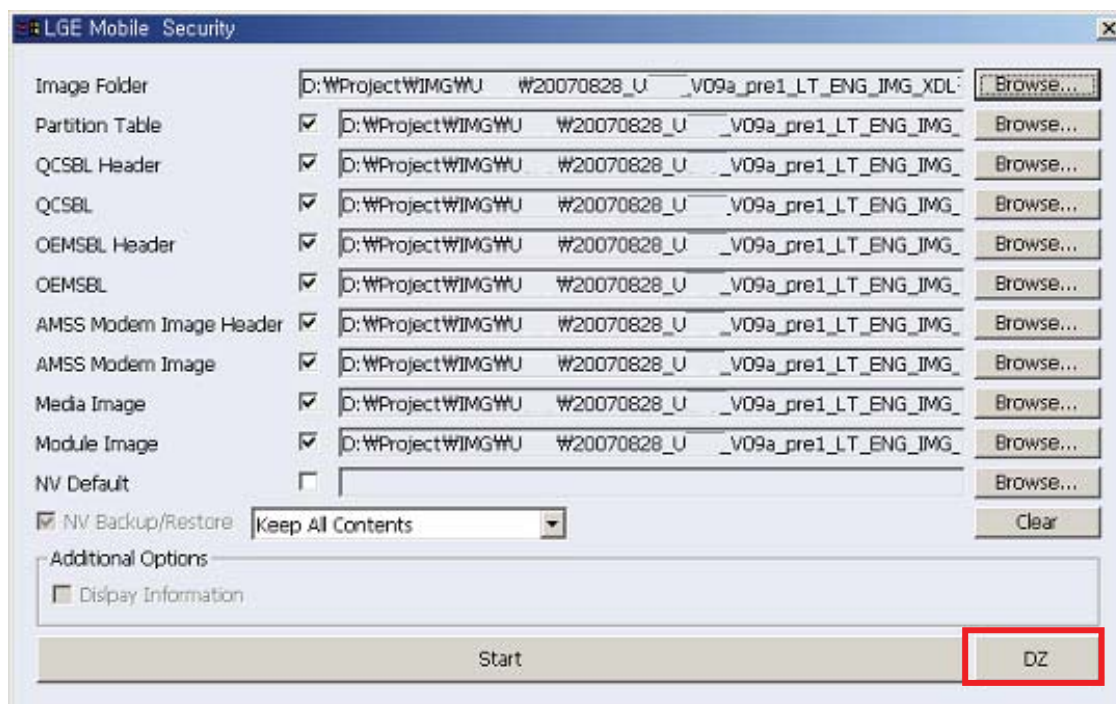 LGE Mobile Security
Image Folder D:₩Project₩IMG₩U ₩20070828_U _V09a_pre1_LT_ENG_IMG_XDL Browse...
Partition Table D:₩Project₩IMG₩U ₩20070828_U _V09a_pre1_LT_ENG_IMG_ Browse...
QCSBL Header D:₩Project₩IMG₩U ₩20070828_U _V09a_pre1_LT_ENG_IMG_ Browse...
QCSBL D:₩Project₩IMG₩U ₩20070828_U _V09a_pre1_LT_ENG_IMG_ Browse...
OEMSBL Header D:₩Project₩IMG₩U ₩20070828_U _V09a_pre1_LT_ENG_IMG_ Browse...
OEMSBL D:₩Project₩IMG₩U ₩20070828_U _V09a_pre1_LT_ENG_IMG_ Browse...
AMSS Modem Image Header D:₩Project₩IMG₩U ₩20070828_U _V09a_pre1_LT_ENG_IMG_ Browse...
AMSS Modem Image D:₩Project₩IMG₩U ₩20070828_U _V09a_pre1_LT_ENG_IMG_ Browse...
Media Image D:₩Project₩IMG₩U ₩20070828_U _V09a_pre1_LT_ENG_IMG_ Browse...
Module Image D:₩Project₩IMG₩U ₩20070828_U _V09a_pre1_LT_ENG_IMG_ Browse...
NV Default Browse...
NV Backup/Restore Keep All Contents Clear
Additional Options
Dislpay Information
Start DZ